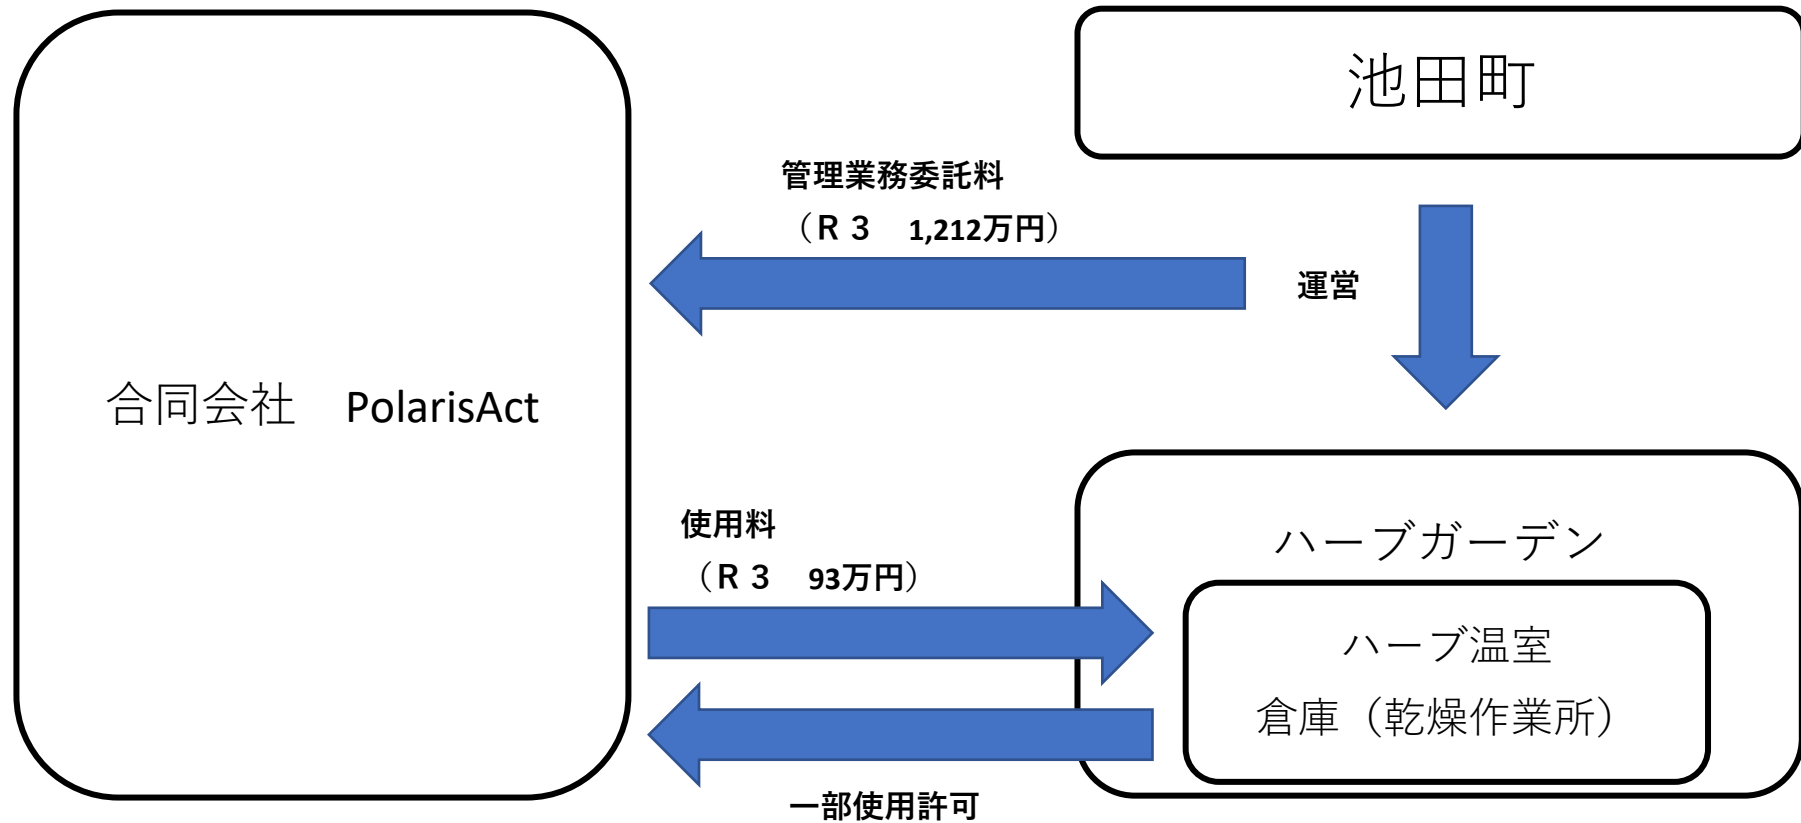 池田町
管理業務委託料
（Ｒ３　1,212万円）
運営
合同会社　PolarisAct
使用料
（Ｒ３　93万円）
ハーブガーデン
ハーブ温室
倉庫（乾燥作業所）
一部使用許可